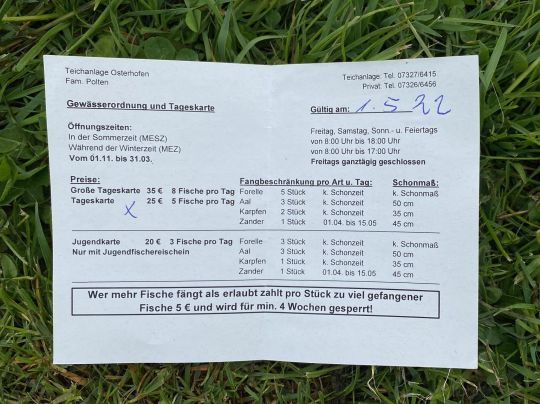 Teichanlage Osterhofen
Fam. Polten
Teichanlage: Tel. 07327/6415
Privat: Tel. 07326/6456
Gewässerordnung und Tageskarte
Gültig am: 1.5 22
Öffnungszeiten:
In der Sommerzeit (MESZ)
Während der Winterzeit (MEZ)
Vom 01.11. bis 31.03.
Freitag, Samstag, Sonn.- u. Feiertags
von 8:00 Uhr bis 18:00 Uhr
von 8:00 Uhr bis 17:00 Uhr
Freitags ganztägig geschlossen
Preise: Fangbeschränkung pro Art u. Tag: Schonmaß:
Große Tageskarte 35 € 8 Fische pro Tag Forelle 5 Stück k. Schonzeit k. Schonmaß
Tageskarte X 25 € 5 Fische pro Tag Aal 3 Stück k. Schonzeit 50 cm
Karpfen 2 Stück k. Schonzeit 35 cm
Zander 1 Stück 01.04. bis 15.05 45 cm
Jugendkarte 20 € 3 Fische pro Tag Forelle 3 Stück k. Schonzeit k. Schonmaß
Nur mit Jugendfischereischein Aal 3 Stück k. Schonzeit 50 cm
Karpfen 1 Stück k. Schonzeit 35 cm
Zander 1 Stück 01.04. bis 15.05 45 cm
Wer mehr Fische fängt als erlaubt zahlt pro Stück zu viel gefangener
Fische 5 € und wird für min. 4 Wochen gesperrt!